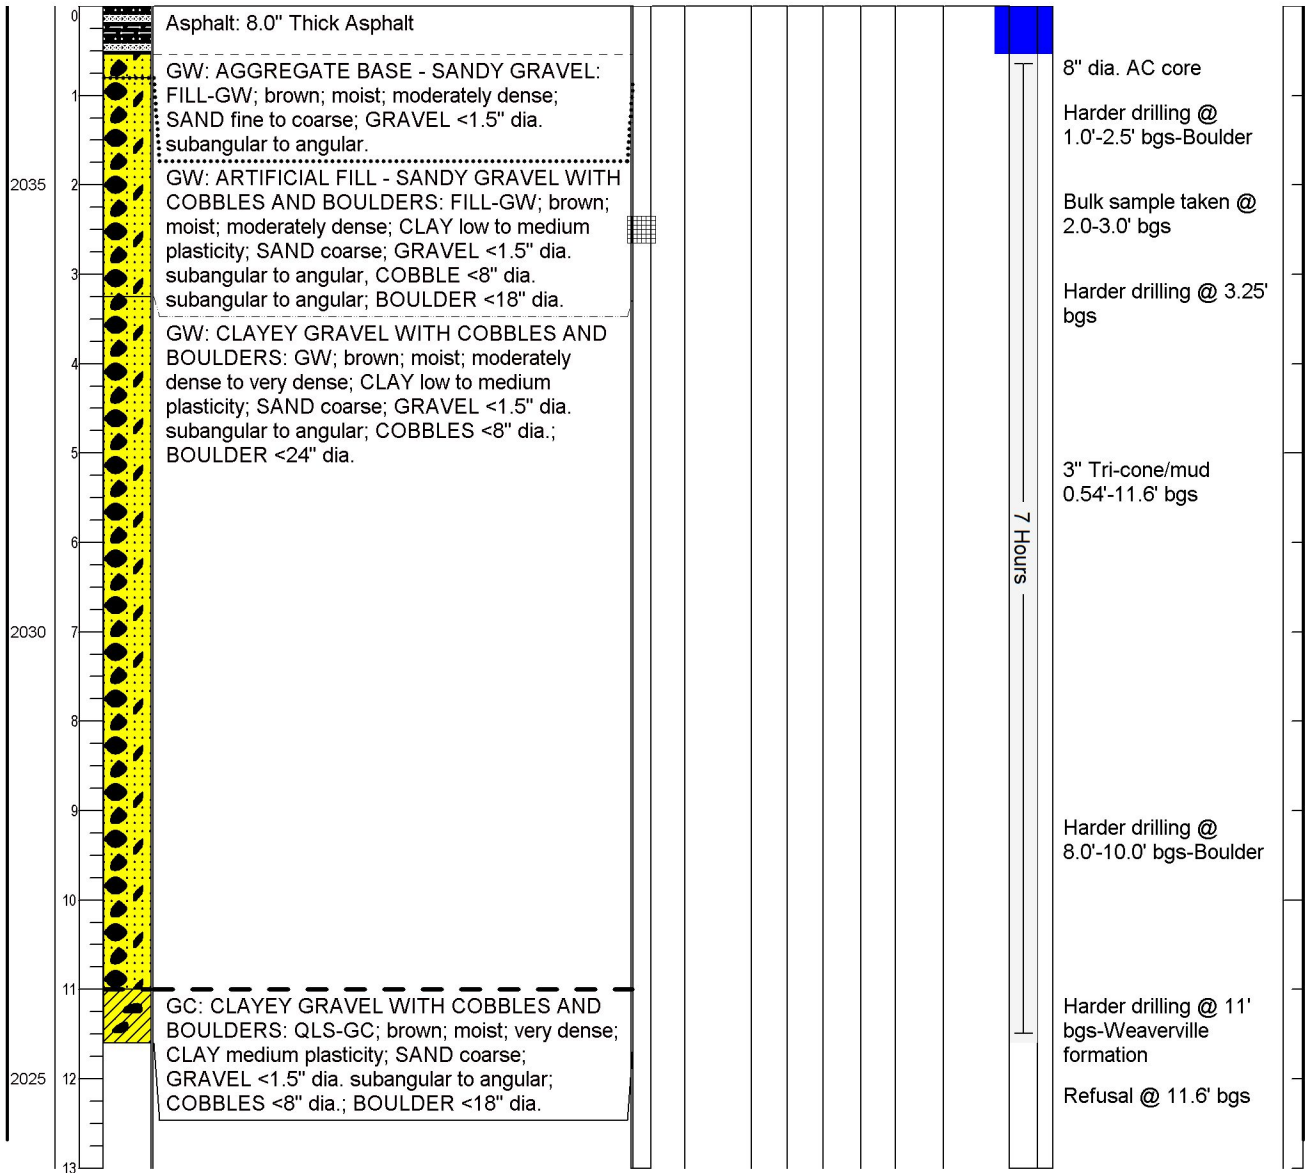 0
Asphalt: 8.0" Thick Asphalt
GW: AGGREGATE BASE - SANDY GRAVEL:
FILL-GW; brown; moist; moderately dense;
SAND fine to coarse; GRAVEL <1.5" dia.
subangular to angular.
8" dia. AC core
1
Harder drilling @
1.0'-2.5' bgs-Boulder
2035
2
GW: ARTIFICIAL FILL - SANDY GRAVEL WITH
COBBLES AND BOULDERS: FILL-GW; brown;
moist; moderately dense; CLAY low to medium
plasticity; SAND coarse; GRAVEL <1.5" dia.
subangular to angular, COBBLE <8" dia.
subangular to angular; BOULDER <18" dia.
Bulk sample taken @
2.0-3.0' bgs
3
Harder drilling @ 3.25'
bgs
GW: CLAYEY GRAVEL WITH COBBLES AND
BOULDERS: GW; brown; moist; moderately
dense to very dense; CLAY low to medium
plasticity; SAND coarse; GRAVEL <1.5" dia.
subangular to angular; COBBLES <8" dia.;
BOULDER <24" dia.
4
5
3" Tri-cone/mud
0.54'-11.6' bgs
7 Hours
6
2030
7
8
9
Harder drilling @
8.0'-10.0' bgs-Boulder
10
11
GC: CLAYEY GRAVEL WITH COBBLES AND
BOULDERS: QLS-GC; brown; moist; very dense;
CLAY medium plasticity; SAND coarse;
GRAVEL <1.5" dia. subangular to angular;
COBBLES <8" dia.; BOULDER <18" dia.
Harder drilling @ 11'
bgs-Weaverville
formation
2025
12
Refusal @ 11.6' bgs
13